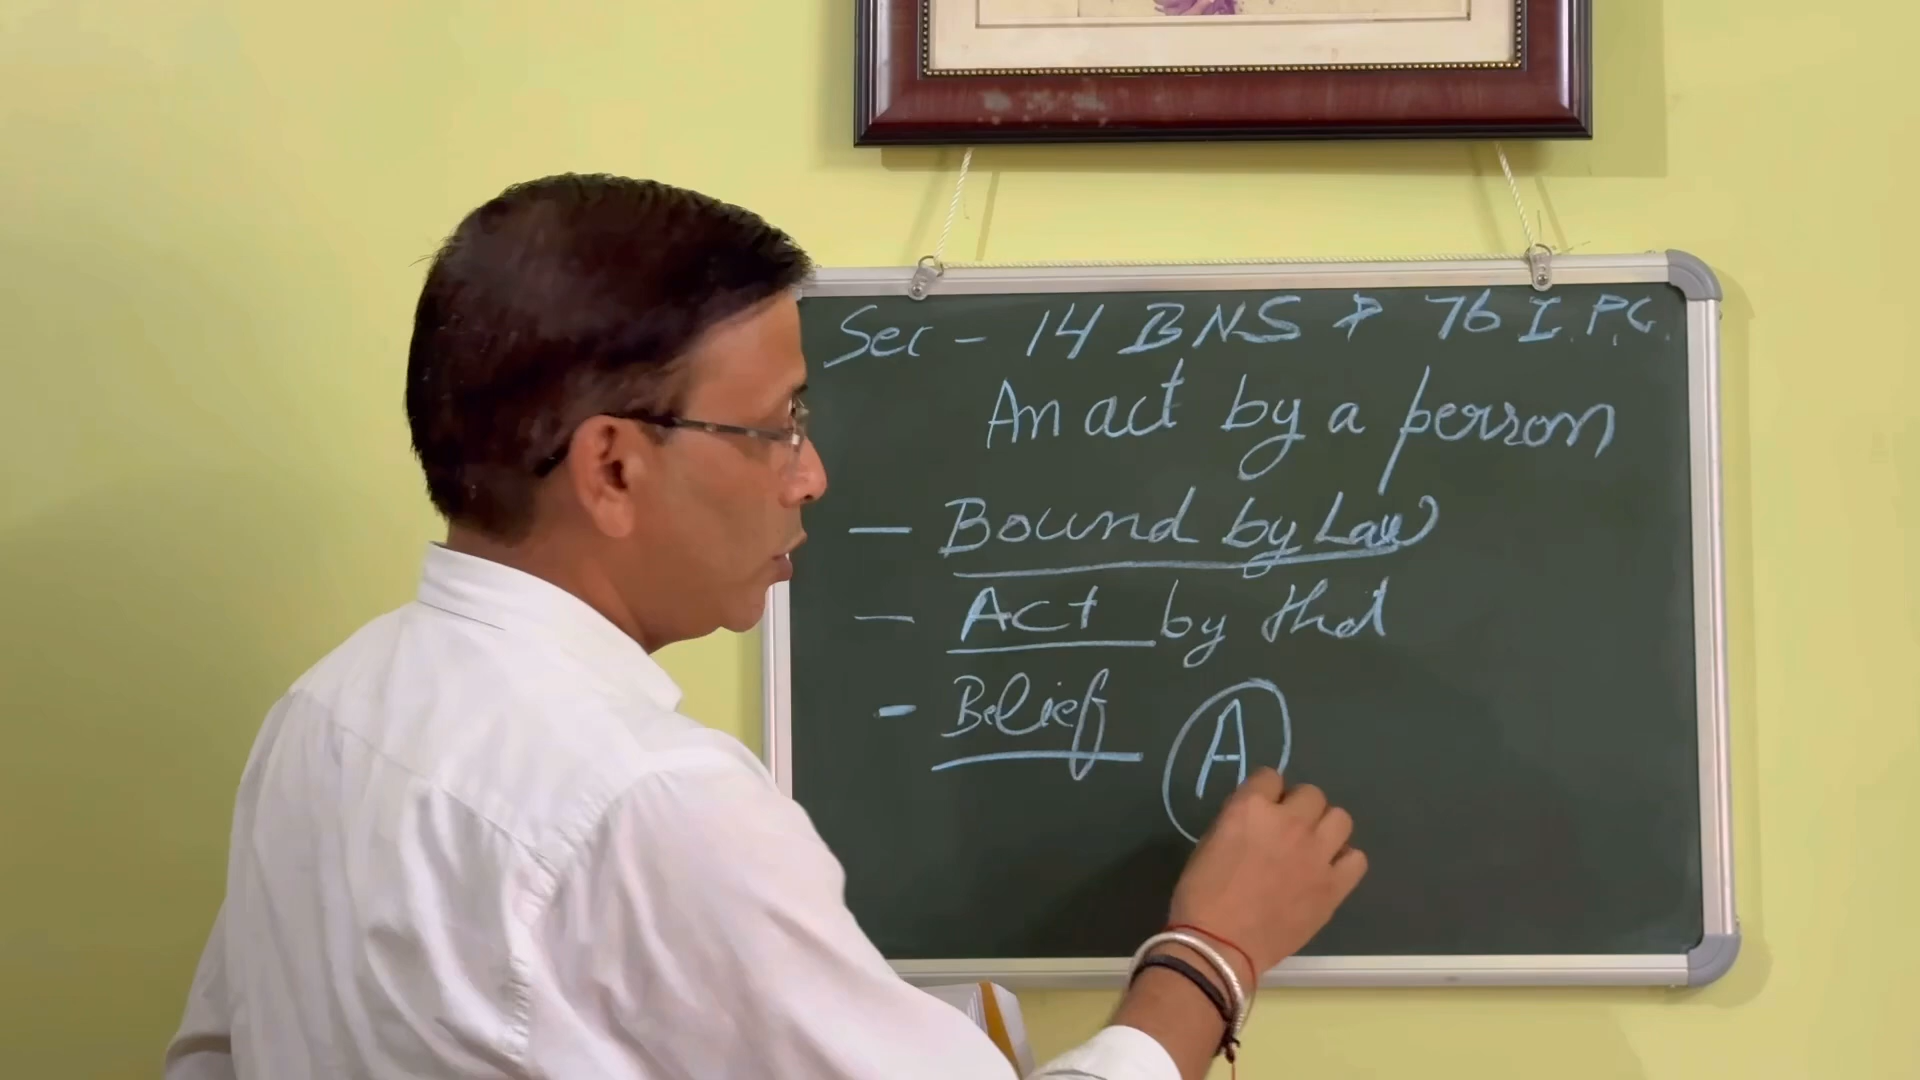 Sec - 14 BNS → 76 I.P.C.
An act by a person
— Bound by Law
— Act by that
- Belief
A